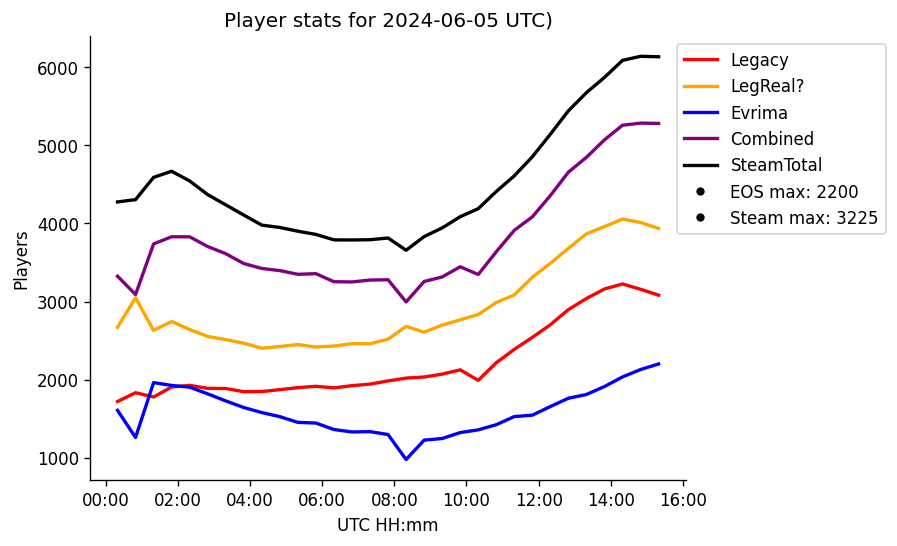 Player stats for 2024-06-05 UTC)
Legacy
LegReal?
Evrima
Combined
SteamTotal
EOS max: 2200
Steam max: 3225
Players
6000
5000
4000
3000
2000
1000
00:00 02:00 04:00 06:00 08:00 10:00 12:00 14:00 16:00
UTC HH:mm